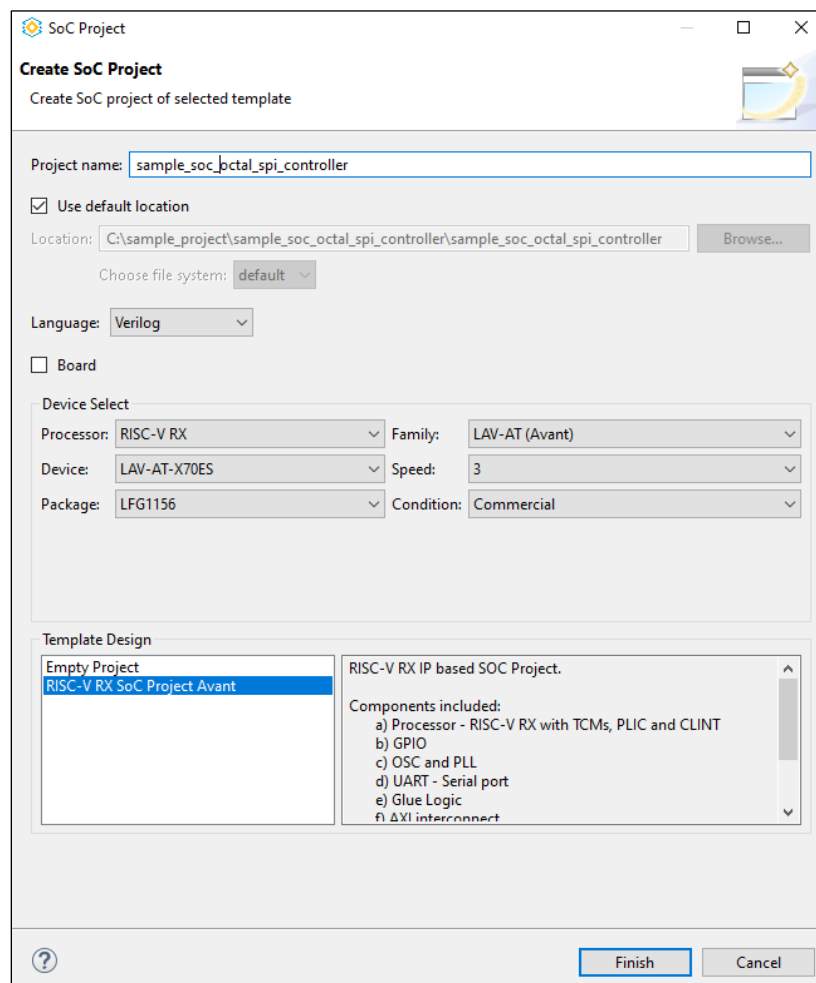 SoC Project
Create SoC Project
Create SoC project of selected template
Project name: sample_soc_octal_spi_controller
Use default location
Location: C:\sample_project\sample_soc_octal_spi_controller\sample_soc_octal_spi_controller Browse...
Choose file system: default
Language: Verilog
Board
Device Select
Processor: RISC-V RX Family: LAV-AT (Avant)
Device: LAV-AT-X70ES Speed: 3
Package: LFG1156 Condition: Commercial
Template Design
Empty Project
RISC-V RX SoC Project Avant
RISC-V RX IP based SOC Project.
Components included:
a) Processor - RISC-V RX with TCMs, PLIC and CLINT
b) GPIO
c) OSC and PLL
d) UART - Serial port
e) Glue Logic
f) AXI interconnect
Finish Cancel